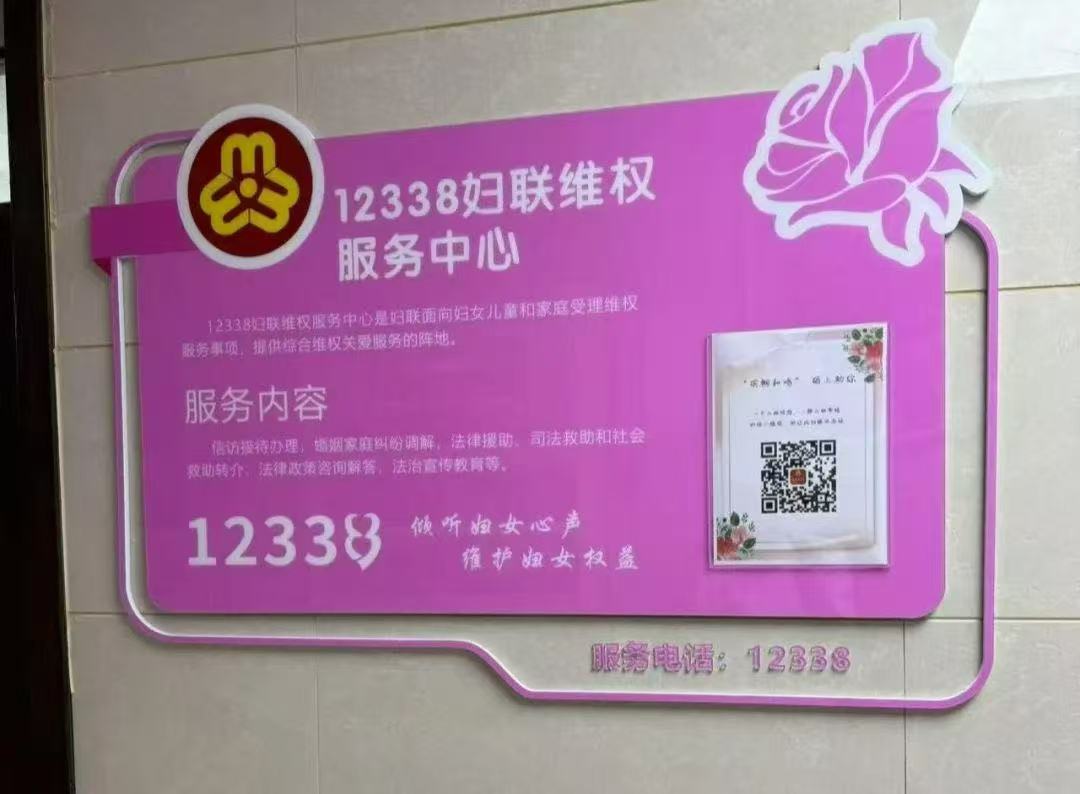 12338妇联维权
服务中心
12338妇联维权服务中心是妇联面向妇女儿童和家庭受理维权
服务事项，提供综合维权关爱服务的阵地。
服务内容
信访接待办理，婚姻家庭纠纷调解，法律援助、司法救助和社会
救助转介、法律政策咨询解答，法治宣传教育等。
12338
倾听妇女心声
维护妇女权益
码上助你
服务电话：12338